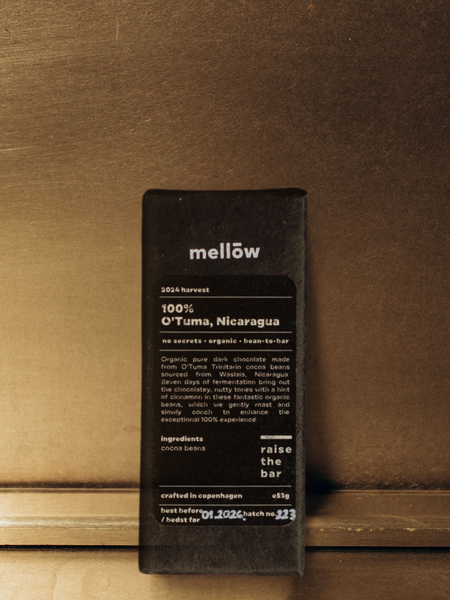 mellōw
2024 harvest
100%
O'Tuma, Nicaragua
no secrets • organic • bean-to-bar
Organic pure dark chocolate made
from O'Tuma Trinitario cocoa beans
sourced from Waslala, Nicaragua.
Seven days of fermentation bring out
the chocolatey, nutty tones with a hint
of cinnamon in these fantastic organic
beans, which we gently roast and
slowly conch to enhance the
exceptional 100% experience
ingredients
cocoa beans
raise
the
bar
crafted in copenhagen e53g
best before 01.2026. batch no. 223
/ bedst før